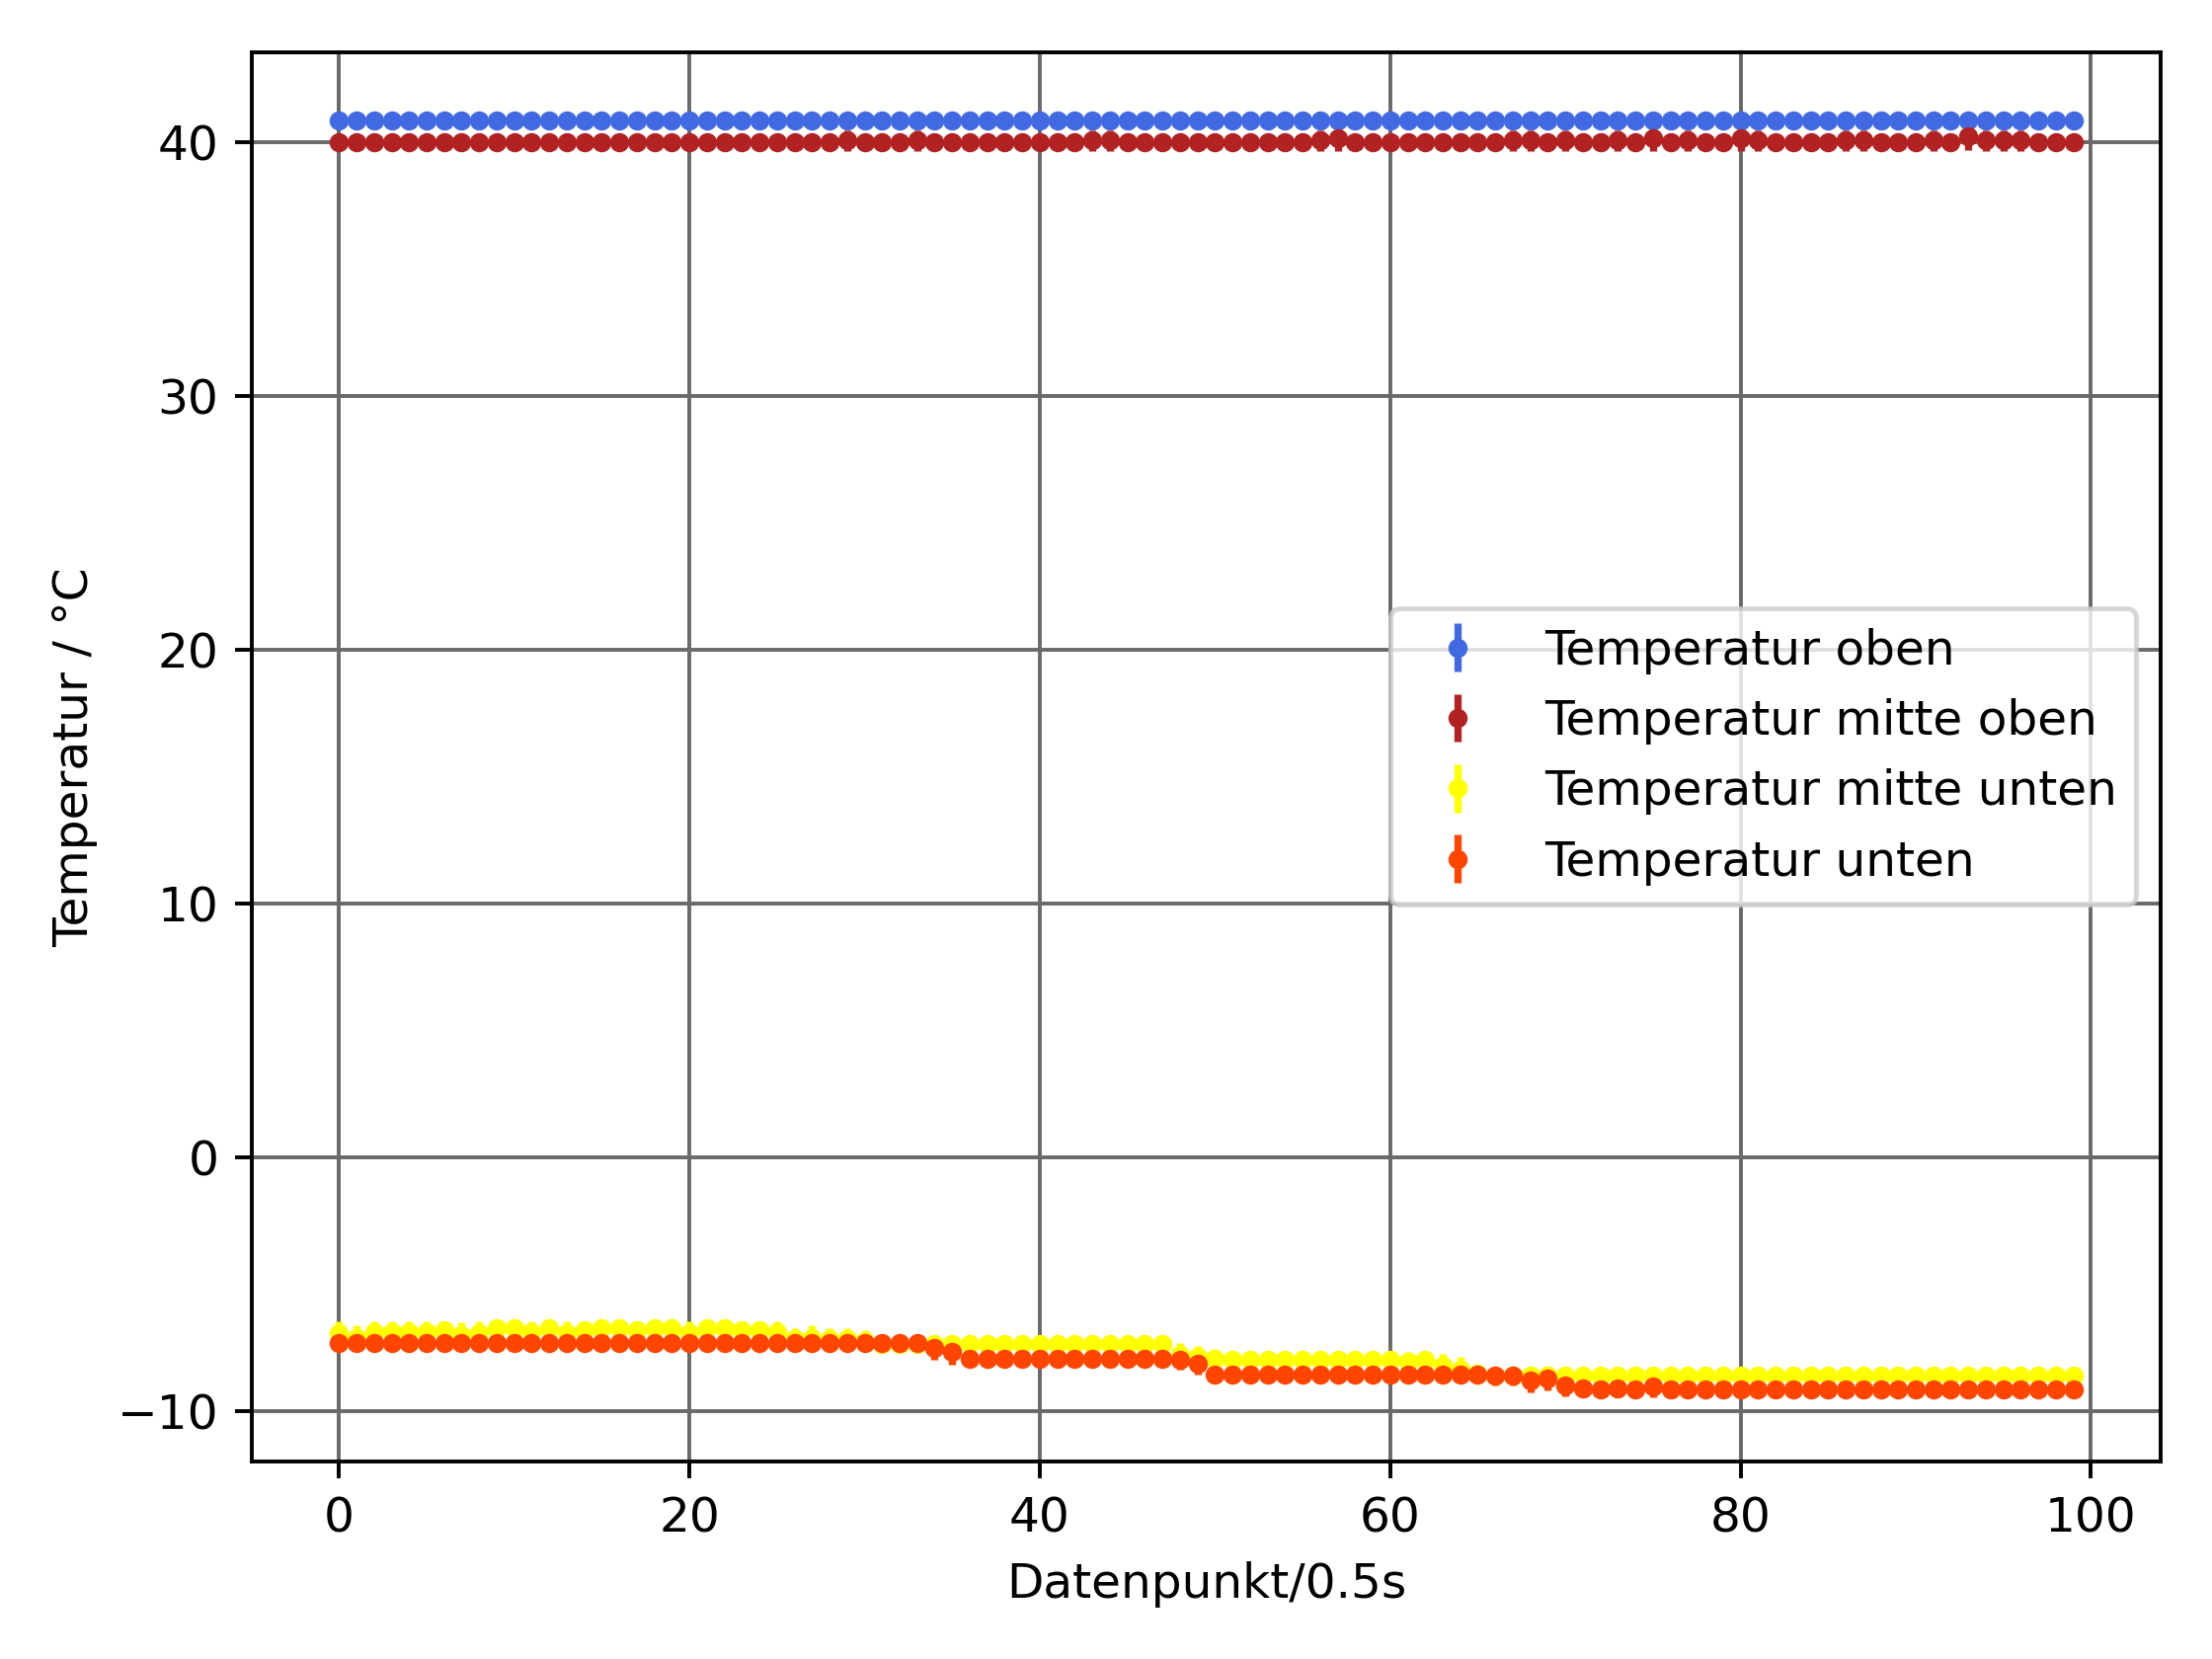 40
30
20
10
0
−10
Temperatur / °C
Temperatur oben
Temperatur mitte oben
Temperatur mitte unten
Temperatur unten
0 20 40 60 80 100
Datenpunkt/0.5s